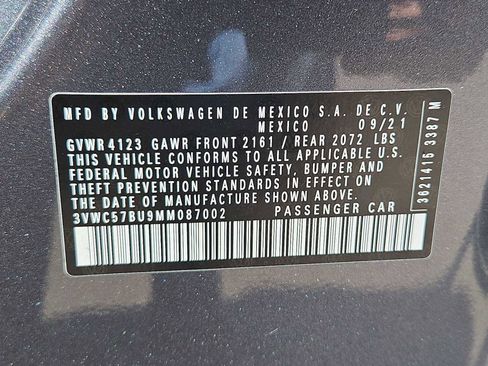 MFD BY VOLKSWAGEN DE MEXICO S.A. DE C.V.
MEXICO 09/21
GVWR 4123 GAWR FRONT 2161 / REAR 2072 LBS
THIS VEHICLE CONFORMS TO ALL APPLICABLE U.S.
FEDERAL MOTOR VEHICLE SAFETY, BUMPER AND
THEFT PREVENTION STANDARDS IN EFFECT ON THE
DATE OF MANUFACTURE SHOWN ABOVE.
3VWC57BU9MM087002 PASSENGER CAR
3621416 3387 M